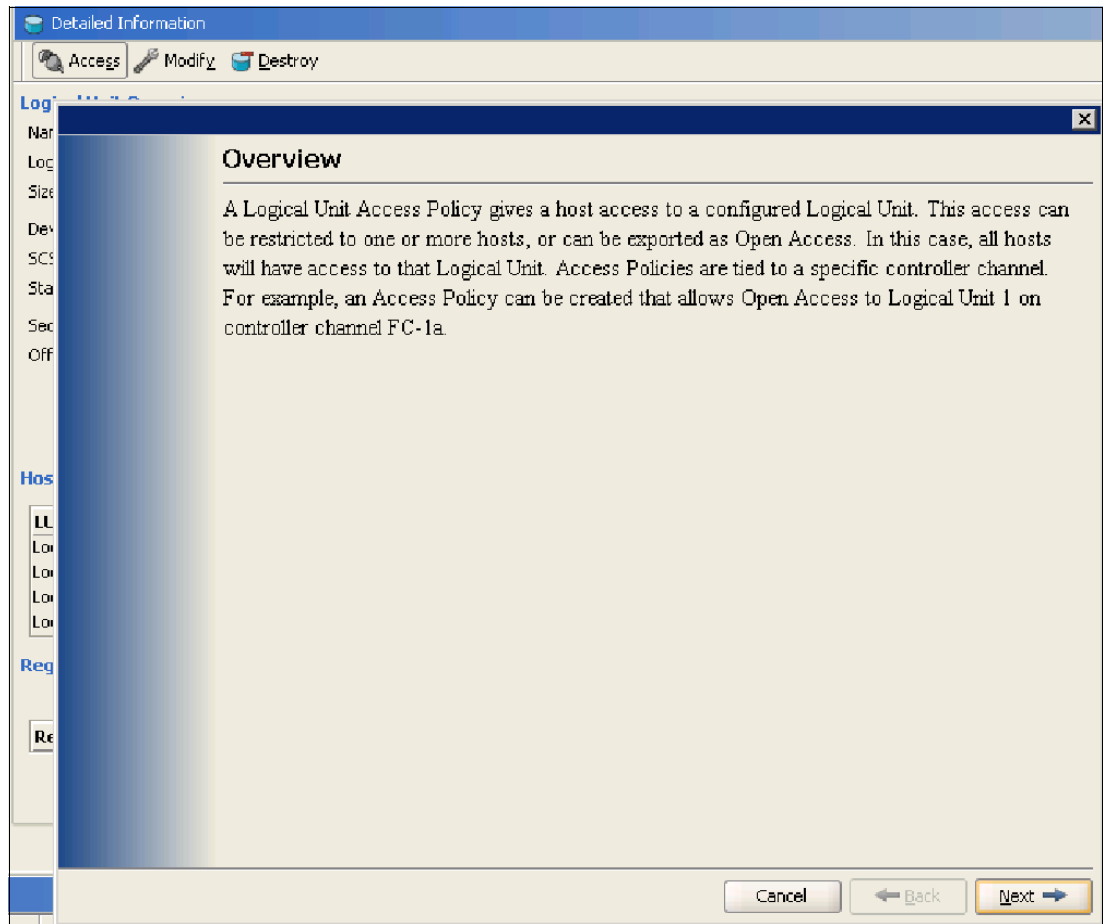 Detailed Information
Access Modify Destroy
Overview
A Logical Unit Access Policy gives a host access to a configured Logical Unit. This access can
be restricted to one or more hosts, or can be exported as Open Access. In this case, all hosts
will have access to that Logical Unit. Access Policies are tied to a specific controller channel.
For example, an Access Policy can be created that allows Open Access to Logical Unit 1 on
controller channel FC-1a.
Size
Hos
Reg
Cancel Back Next